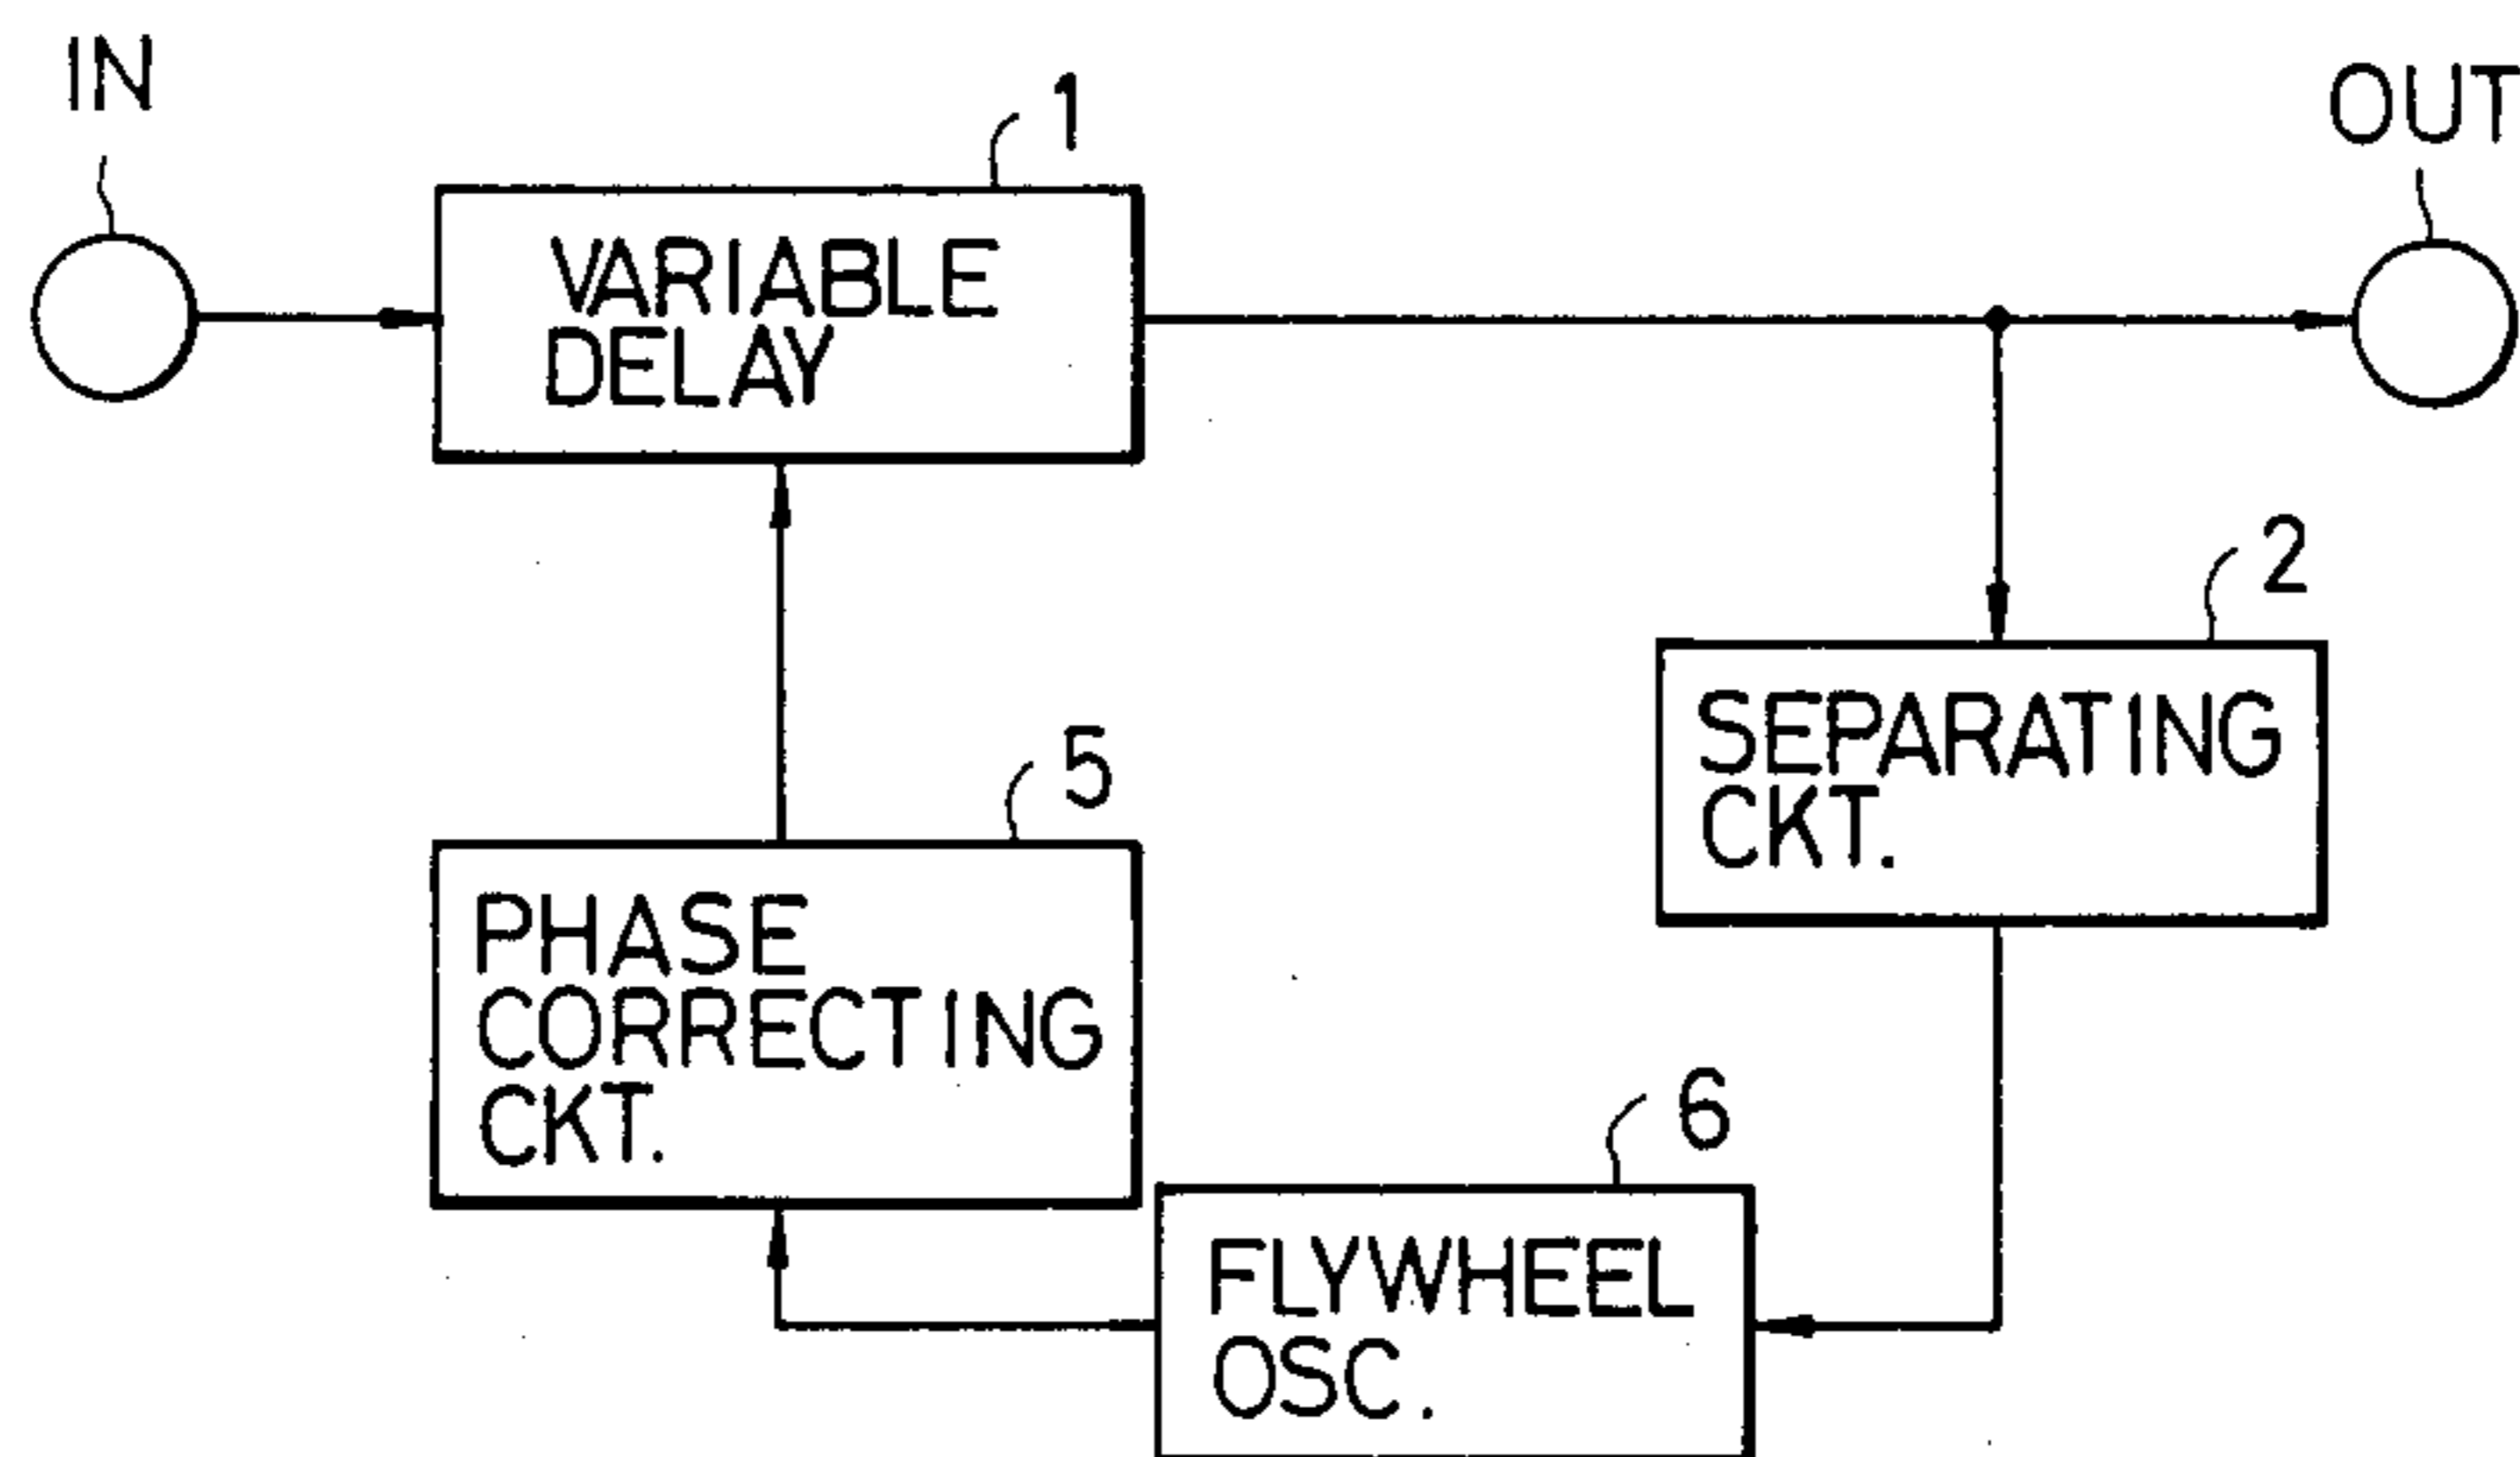 IN
1
OUT
VARIABLE
DELAY
2
SEPARATING
CKT.
5
PHASE
CORRECTING
CKT.
6
FLYWHEEL
OSC.